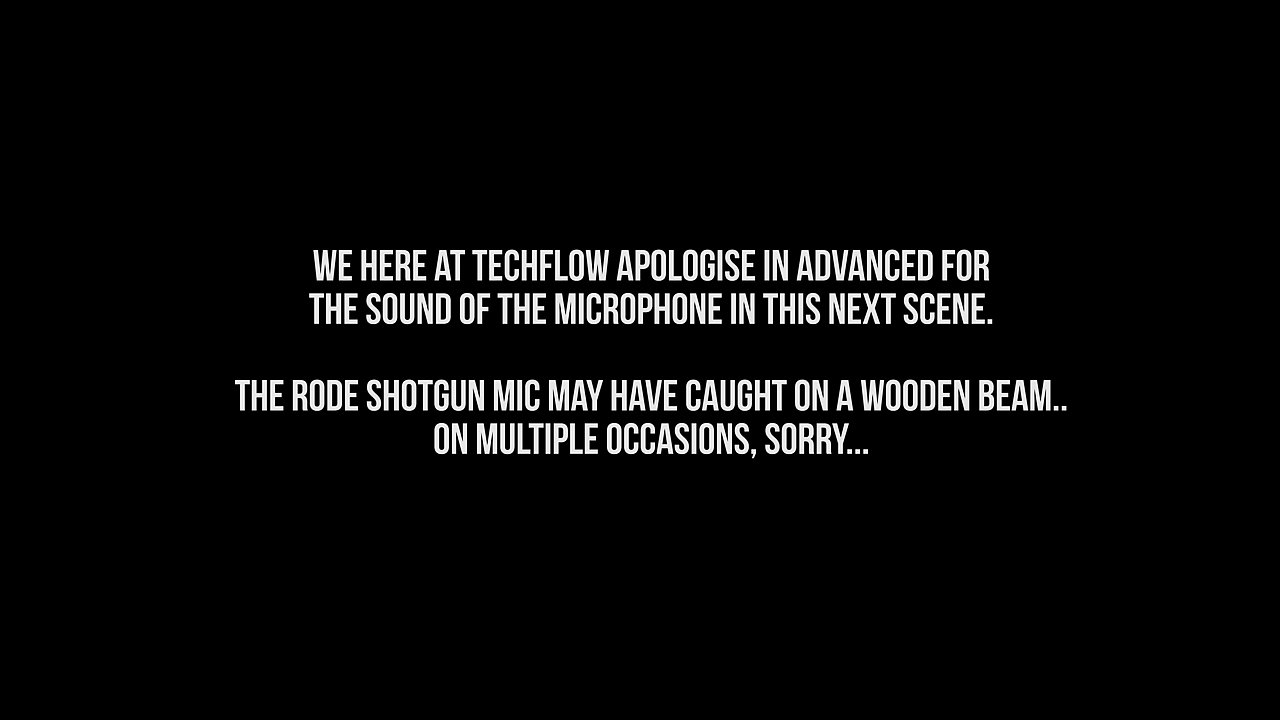 WE HERE AT TECHFLOW APOLOGISE IN ADVANCED FOR
THE SOUND OF THE MICROPHONE IN THIS NEXT SCENE.
THE RODE SHOTGUN MIC MAY HAVE CAUGHT ON A WOODEN BEAM..
ON MULTIPLE OCCASIONS, SORRY...